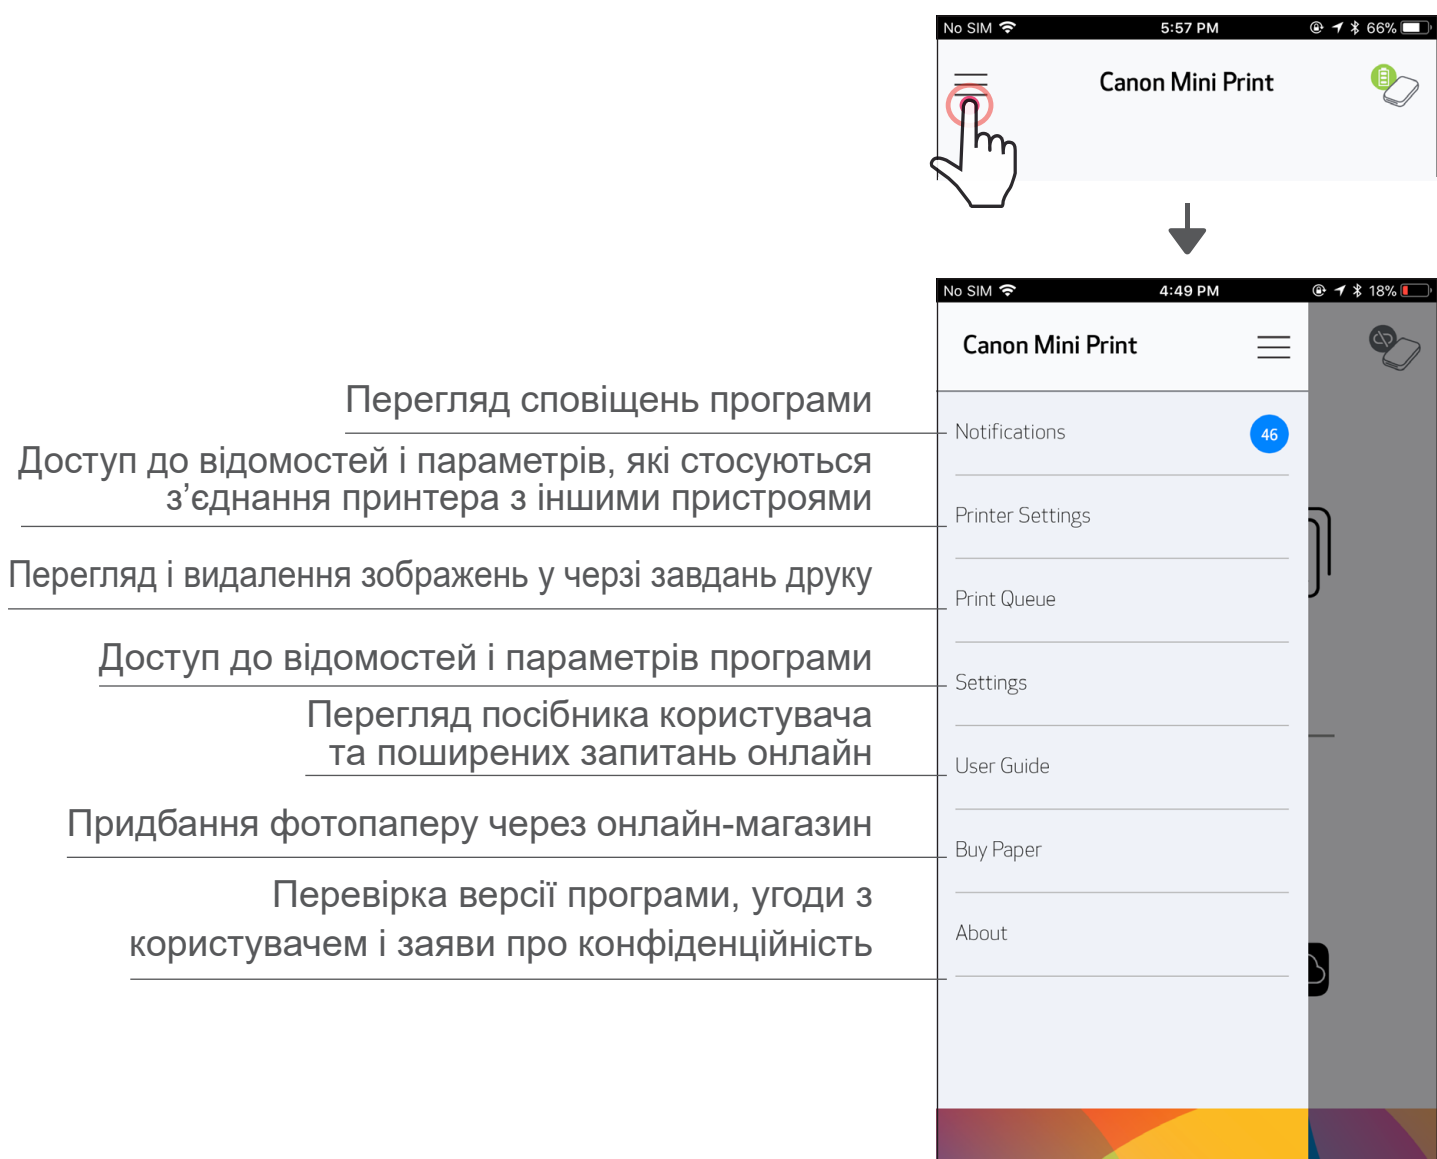 No SIM 5:57 PM 66%
Canon Mini Print
No SIM 4:49 PM 18%
Canon Mini Print
Перегляд сповіщень програми
Notifications 46
Доступ до відомостей і параметрів, які стосуються
з’єднання принтера з іншими пристроями
Printer Settings
Перегляд і видалення зображень у черзі завдань друку
Print Queue
Доступ до відомостей і параметрів програми
Settings
Перегляд посібника користувача
та поширених запитань онлайн
User Guide
Придбання фотопаперу через онлайн-магазин
Buy Paper
Перевірка версії програми, угоди з
користувачем і заяви про конфіденційність
About